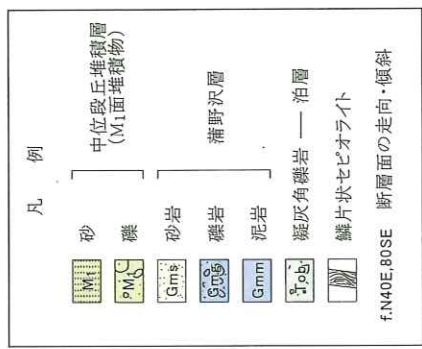 凡 例
M1 砂
M1 礫
中位段丘堆積層
(M1面堆積物)
Gms 砂岩
Gmg 礫岩
Gmm 泥岩
蒲野沢層
Tob 凝灰角礫岩 ― 泊層
鱗片状セピオライト
f.N40E,80SE 断層面の走向・傾斜